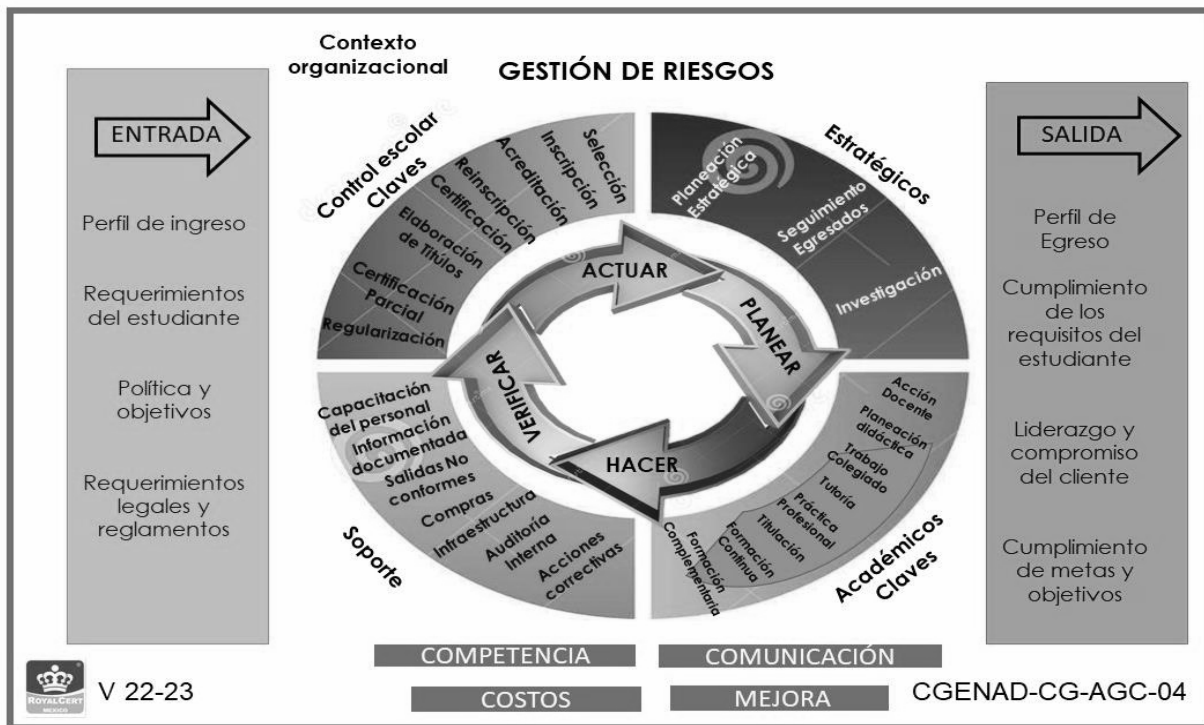 Contexto
organizacional
GESTIÓN DE RIESGOS
ENTRADA
Perfil de ingreso
Requerimientos
del estudiante
Política y
objetivos
Requerimientos
legales y
reglamentos
Control escolar
Claves
Regularización
Certificación
Parcial
Elaboración
de Titúlos
Certificación
Reinscripción
Acreditación
Inscripción
Selección
Estratégicos
Planeación
Estratégica
Seguimiento
Egresados
Investigación
ACTUAR
PLANEAR
HACER
VERIFICAR
Soporte
Capacitación
del personal
Información
documentada
Salidas No
conformes
Compras
Infraestructura
Auditoría
Interna
Acciones
correctivas
Académicos
Claves
Acción
Docente
Planeación
didáctica
Trabajo
Colegiado
Tutoría
Práctica
Profesional
Titulación
Formación
Continua
Formación
Complementaria
SALIDA
Perfil de
Egreso
Cumplimiento
de los
requisitos del
estudiante
Liderazgo y
compromiso
del cliente
Cumplimiento
de metas y
objetivos
COMPETENCIA
COMUNICACIÓN
COSTOS
MEJORA
ROYALCERT
MEXICO
V 22-23
CGENAD-CG-AGC-04